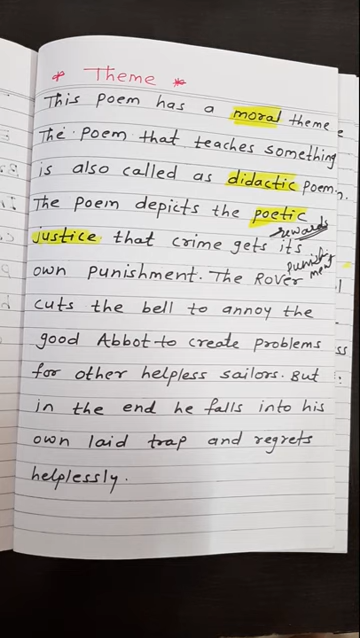 * Theme *
This poem has a moral theme
The poem that teaches something
is also called as didactic poem.
The poem depicts the poetic
rewards
justice that crime gets its
punish
ment
own punishment. The Rover
cuts the bell to annoy the
good Abbot to create problems
for other helpless sailors. But
in the end he falls into his
own laid trap and regrets
helplessly.